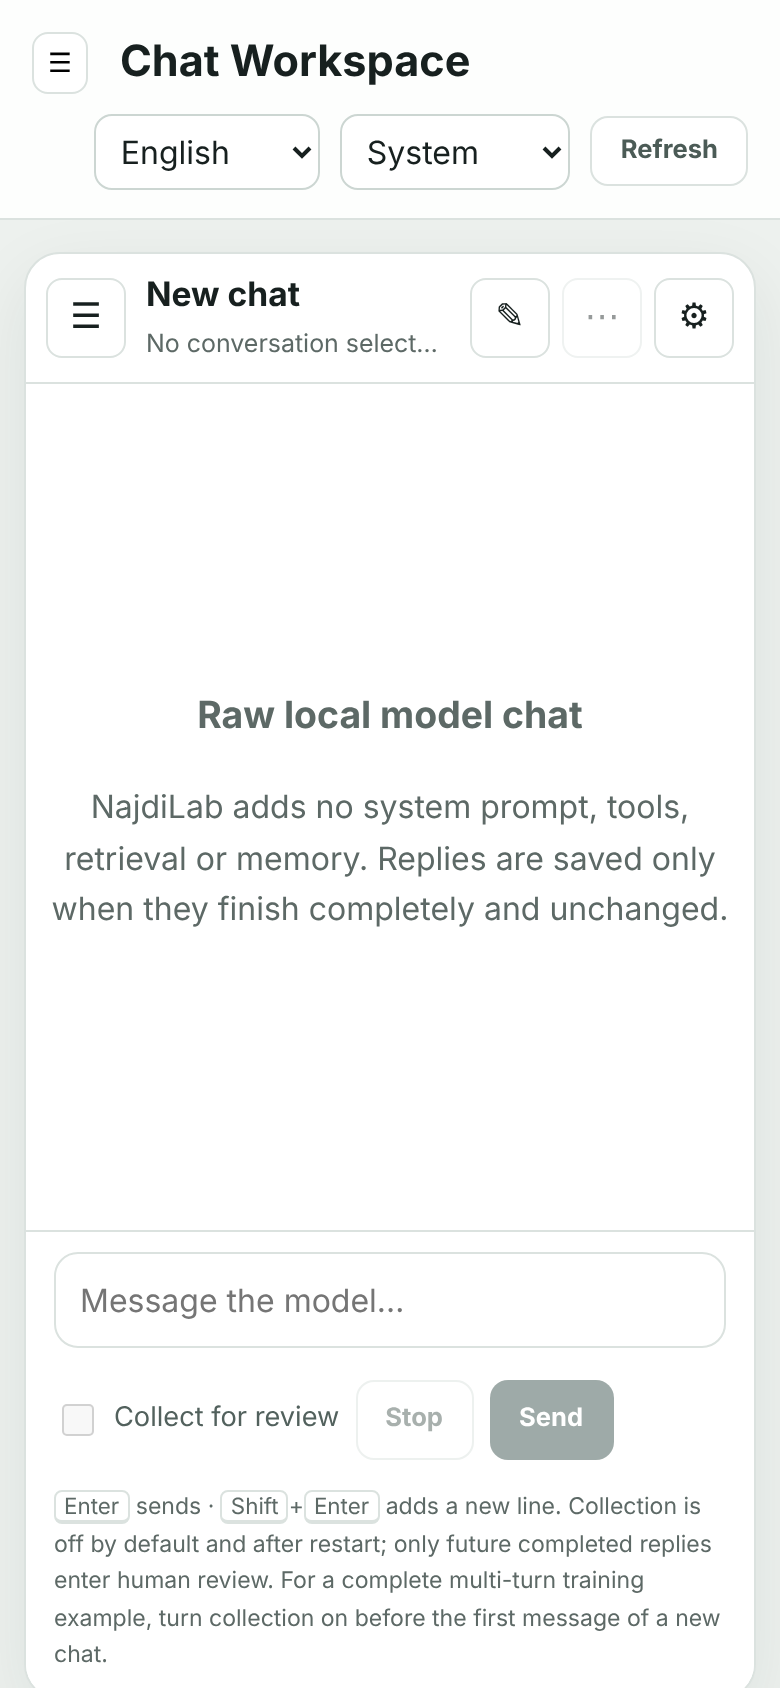 ☰ Chat Workspace
English System Refresh
☰ New chat ✎ ⋯ ⚙
No conversation select...
Raw local model chat
NajdiLab adds no system prompt, tools,
retrieval or memory. Replies are saved only
when they finish completely and unchanged.
Message the model...
Collect for review Stop Send
Enter sends · Shift+Enter adds a new line. Collection is
off by default and after restart; only future completed replies
enter human review. For a complete multi-turn training
example, turn collection on before the first message of a new
chat.